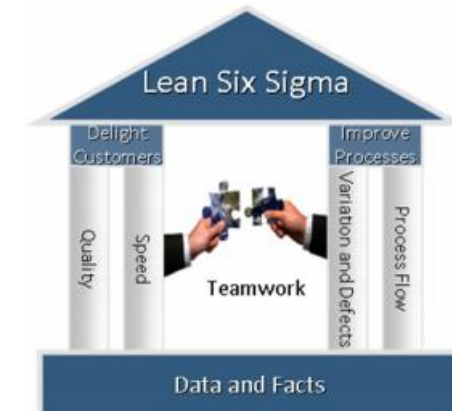 Lean Six Sigma
Delight
Customers
Improve
Processes
Quality
Speed
Teamwork
Variation and Defects
Process Flow
Data and Facts